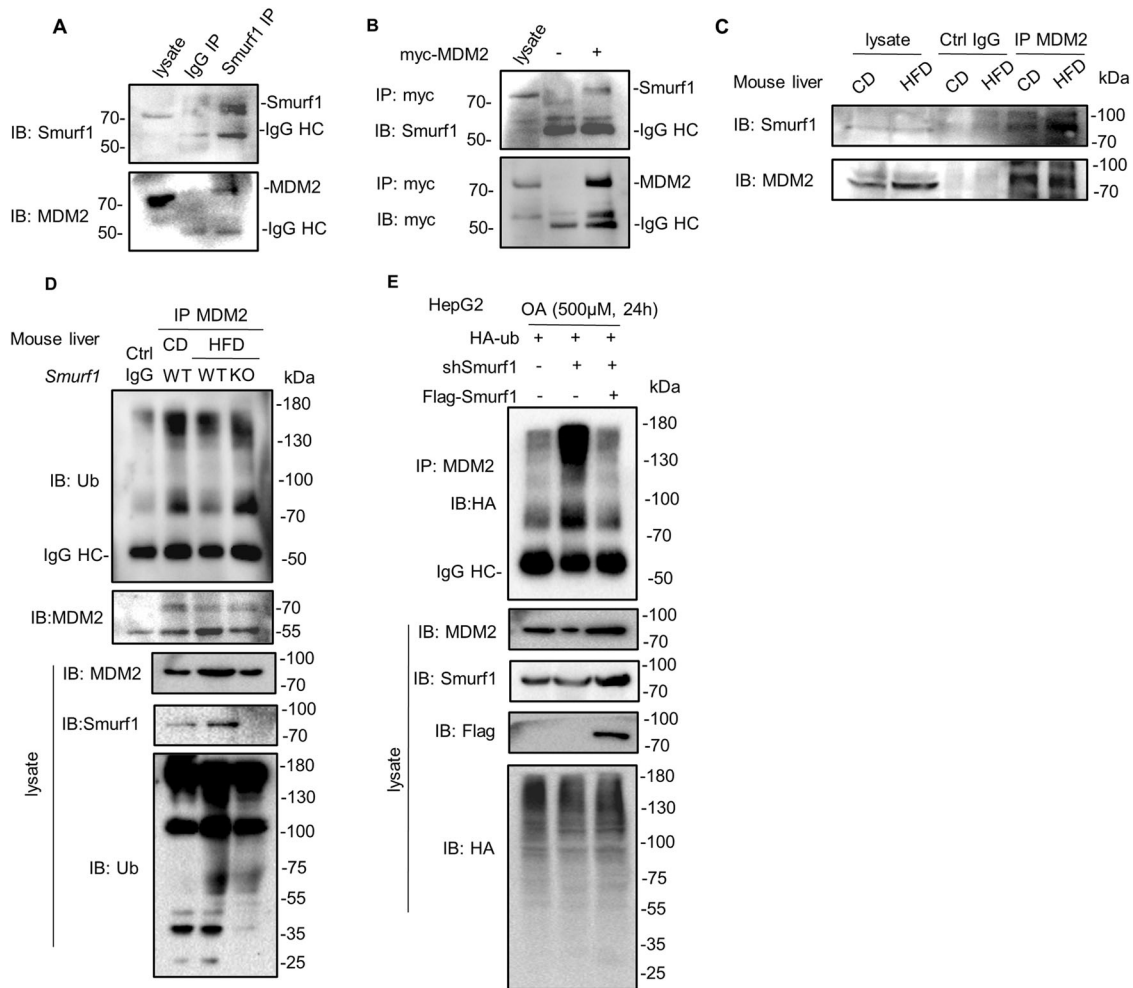 A
lysate
IgG IP
Smurf1 IP
-Smurf1
70-
IB: Smurf1
-IgG HC
50-
-MDM2
70-
IB: MDM2
-IgG HC
50-
B
myc-MDM2
lysate
- +
IP: myc
IB: Smurf1
70-
50-
-Smurf1
-IgG HC
IP: myc
IB: myc
70-
50-
-MDM2
-IgG HC
C
lysate Ctrl IgG IP MDM2
Mouse liver CD HFD CD HFD CD HFD kDa
IB: Smurf1
-100
-70
IB: MDM2
-100
-70
D
IP MDM2
Mouse liver Ctrl IgG CD HFD
Smurf1 WT WT KO kDa
-180
-130
IB: Ub
-100
-70
IgG HC- -50
IB:MDM2
-70
-55
lysate
IB: MDM2
-100
-70
IB:Smurf1
-100
-70
-180
-130
-100
IB: Ub
-75
-55
-35
-25
E
HepG2 OA (500µM, 24h)
HA-ub + + +
shSmurf1 - + +
Flag-Smurf1 - - +
kDa
-180
IP: MDM2
-130
IB:HA
-100
-70
IgG HC- -50
lysate
IB: MDM2
-100
-70
IB: Smurf1
-100
-70
IB: Flag
-100
-70
-180
-130
-100
IB: HA
-75
-55
-35
-25